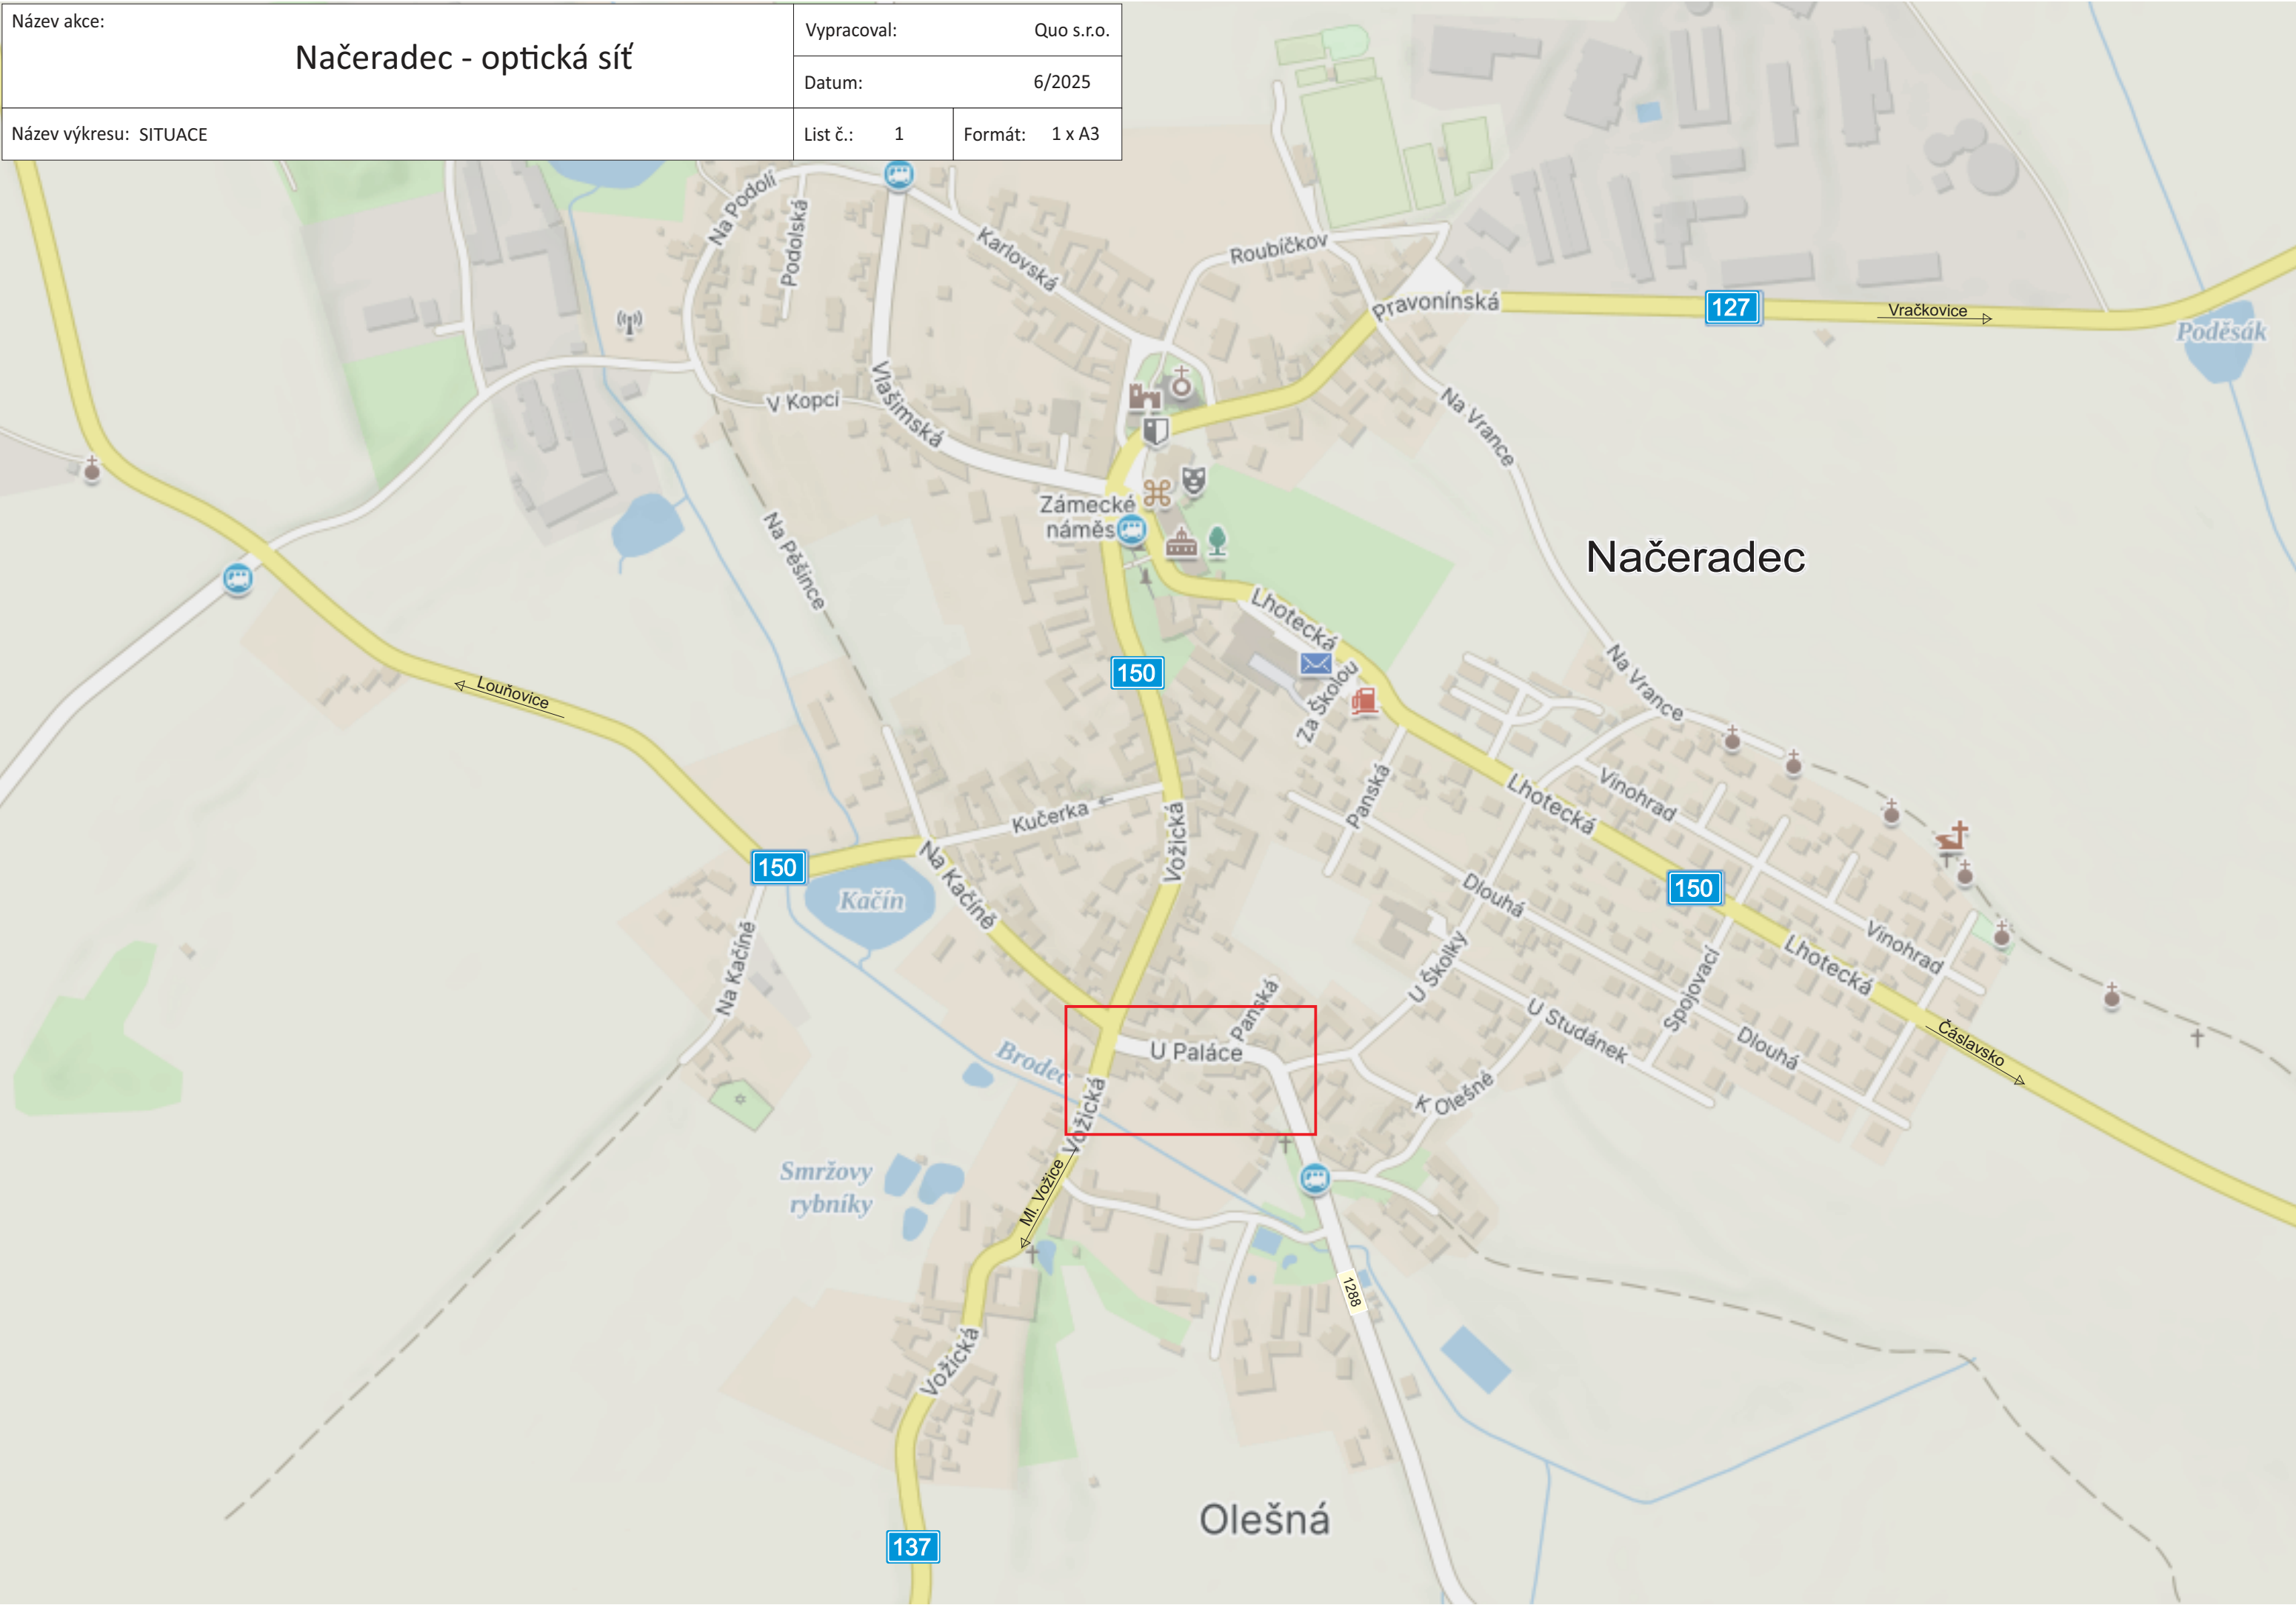 Název akce:
Načeradec - optická síť
Vypracoval: Quo s.r.o.
Datum: 6/2025
Název výkresu: SITUACE
List č.: 1
Formát: 1 x A3
Na Podolí
Podolská
Karlovská
Roubíčkov
Pravonínská
127
Vračkovice
Poděsák
V Kopci
Vlašimská
Na Vrance
Zámecké
náměs
Načeradec
Na Pěšince
Lhotecká
150
Za Školou
Na Vrance
Louňovice
Panská
Vinohrad
Lhotecká
Kučerka
Vožická
150
Na Kačíně
Kačín
Dlouhá
150
Na Kačíně
U Školky
Vinohrad
Lhotecká
Spojovací
Panská
U Studánek
Dlouhá
Čáslavsko
U Paláce
Brodec
Vožická
K Olešné
Smržovy
rybníky
Ml. Vožice
1288
Vožická
Olešná
137